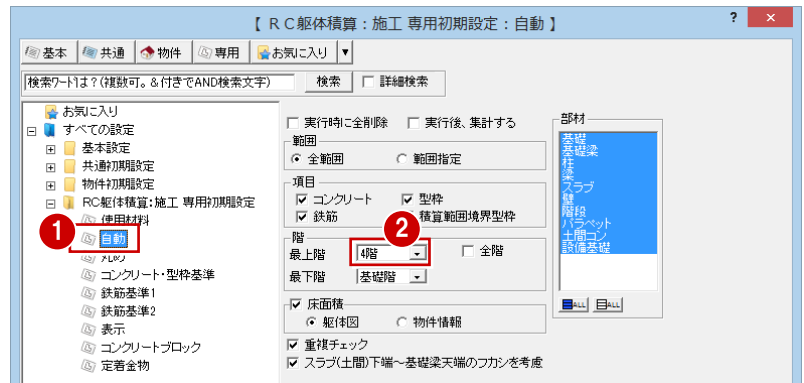 【 RC躯体積算：施工 専用初期設定：自動 】
? x
基本 共通 物件 専用 お気に入り ▼
検索ワードは？(複数可。&付きでAND検索文字) 検索 詳細検索
お気に入り
すべての設定
基本設定
共通初期設定
物件初期設定
RC躯体積算:施工 専用初期設定
使用材料
1
自動
丸め
コンクリート・型枠基準
鉄筋基準1
鉄筋基準2
表示
コンクリートブロック
定着金物
実行時に全削除 実行後、集計する
範囲
全範囲 範囲指定
項目
コンクリート 型枠
鉄筋 積算範囲境界型枠
2
階
最上階 4階 全階
最下階 基礎階
床面積
躯体図 物件情報
重複チェック
スラブ(土間)下端～基礎梁天端のフカシを考慮
部材
基礎
基礎梁
柱
梁
スラブ
壁
階段
パラペット
土間コン
設備基礎
ALL ALL